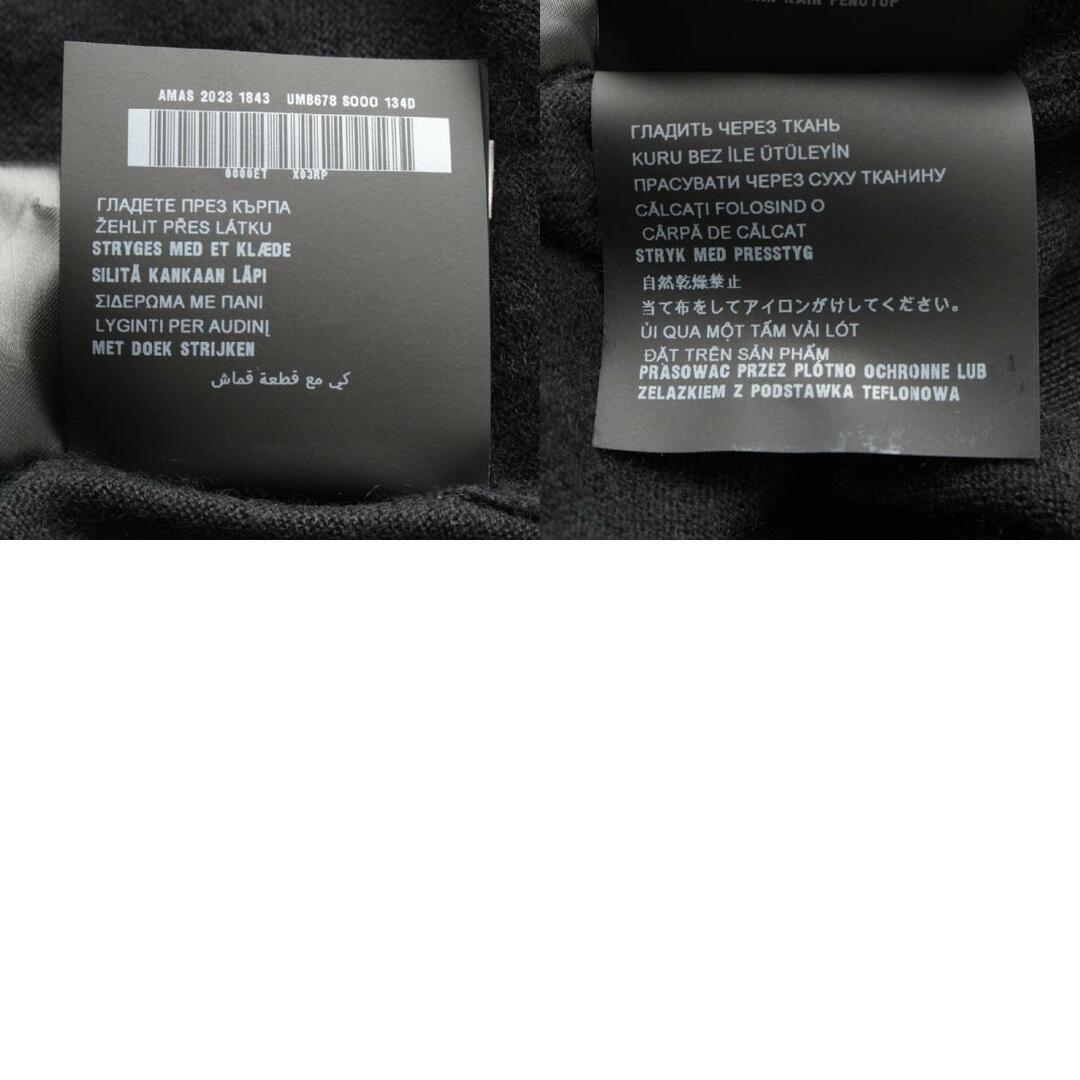 AMAS 2023 1843 UMB678 SOOO 134D
0000ET X03RP
ГЛАДЕТЕ ПРЕЗ КЪРПА
ŽEHLIT PŘES LÁTKU
STRYGES MED ET KLÆDE
SILITÄ KANKAAN LÄPI
ΣΙΔΕΡΩΜΑ ΜΕ ΠΑΝΙ
LYGINTI PER AUDINĮ
MET DOEK STRIJKEN
كي مع قطعة قماش
KAIN PENUTUP
ГЛАДИТЬ ЧЕРЕЗ ТКАНЬ
KURU BEZ İLE ÜTÜLEYİN
ПРАСУВАТИ ЧЕРЕЗ СУХУ ТКАНИНУ
CĂLCAŢI FOLOSIND O
CÂRPĂ DE CĂLCAT
STRYK MED PRESSTYG
自然乾燥禁止
当て布をしてアイロンがけしてください。
ỦI QUA MỘT TẤM VẢI LÓT
ĐẶT TRÊN SẢN PHẨM
PRASOWAĆ PRZEZ PŁÓTNO OCHRONNE LUB
ZELAZKIEM Z PODSTAWKA TEFLONOWA